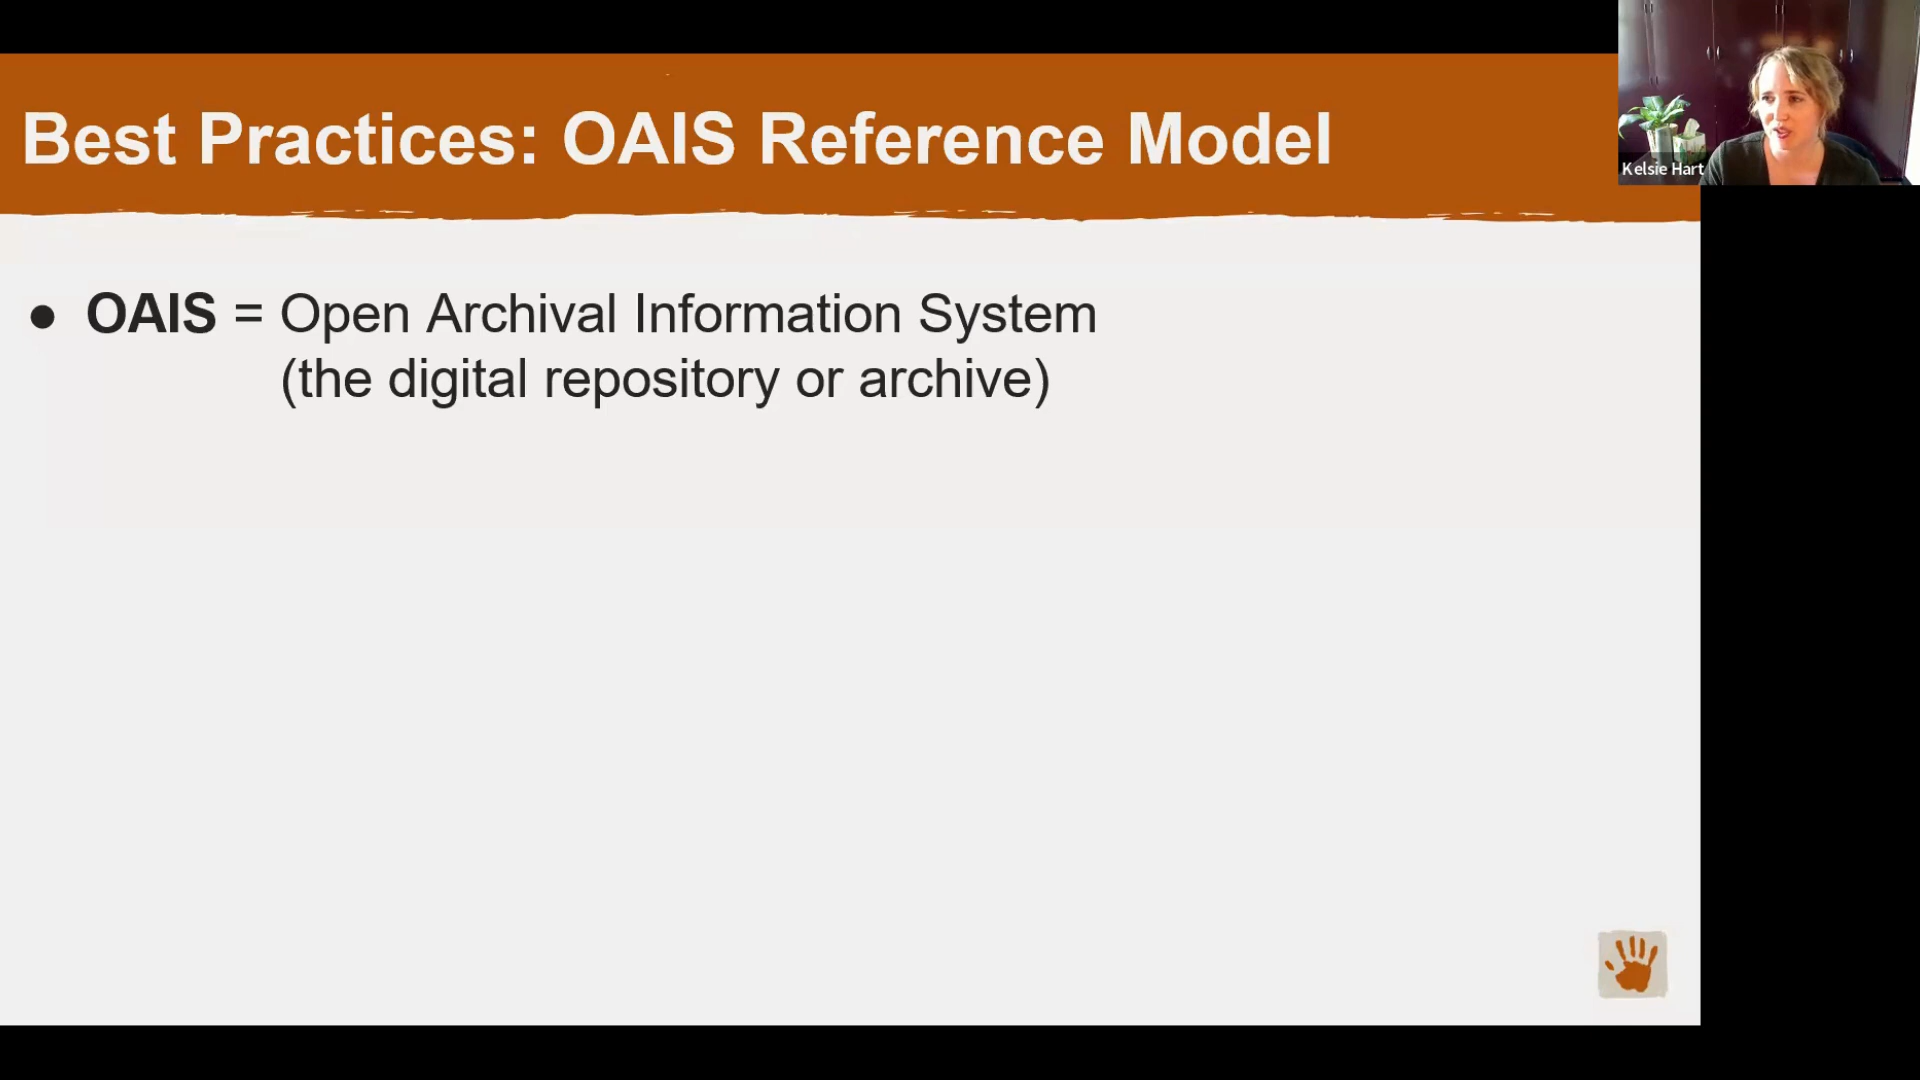 Best Practices: OAIS Reference Model
Kelsie Hart
● OAIS = Open Archival Information System
(the digital repository or archive)